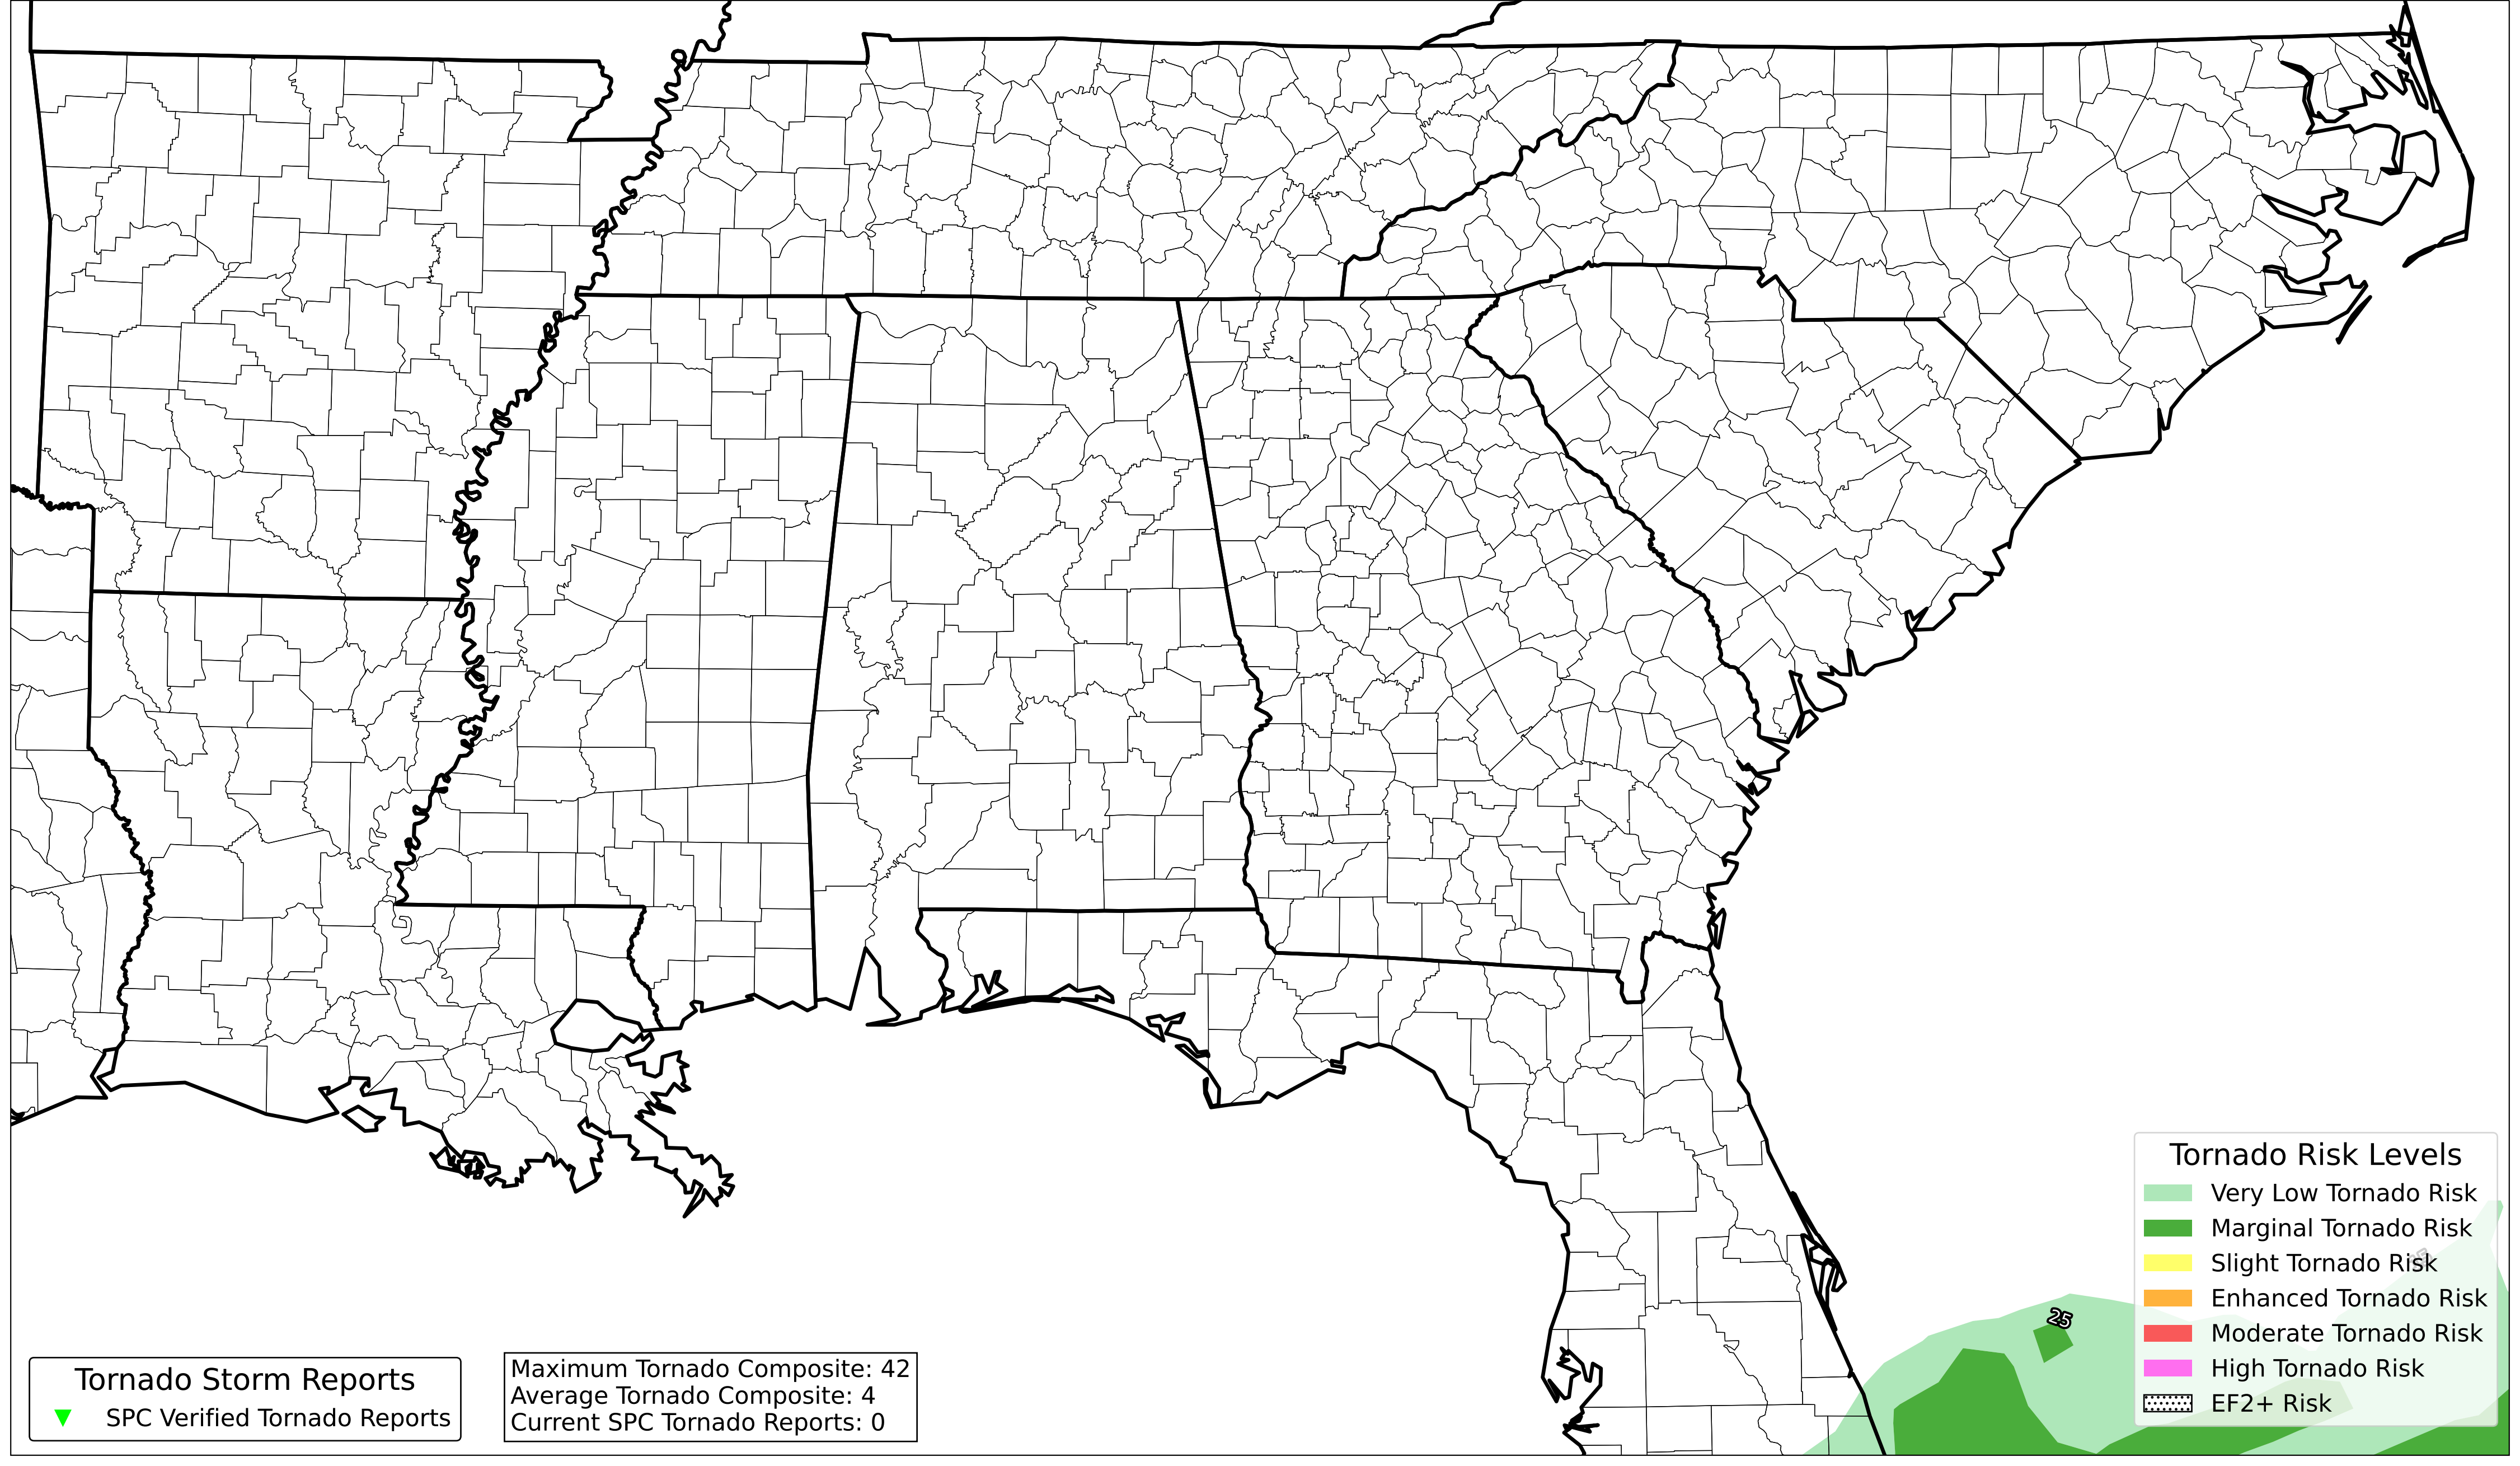 25
Tornado Risk Levels
Very Low Tornado Risk
Marginal Tornado Risk
Slight Tornado Risk
Enhanced Tornado Risk
Moderate Tornado Risk
High Tornado Risk
EF2+ Risk
Tornado Storm Reports
SPC Verified Tornado Reports
Maximum Tornado Composite: 42
Average Tornado Composite: 4
Current SPC Tornado Reports: 0